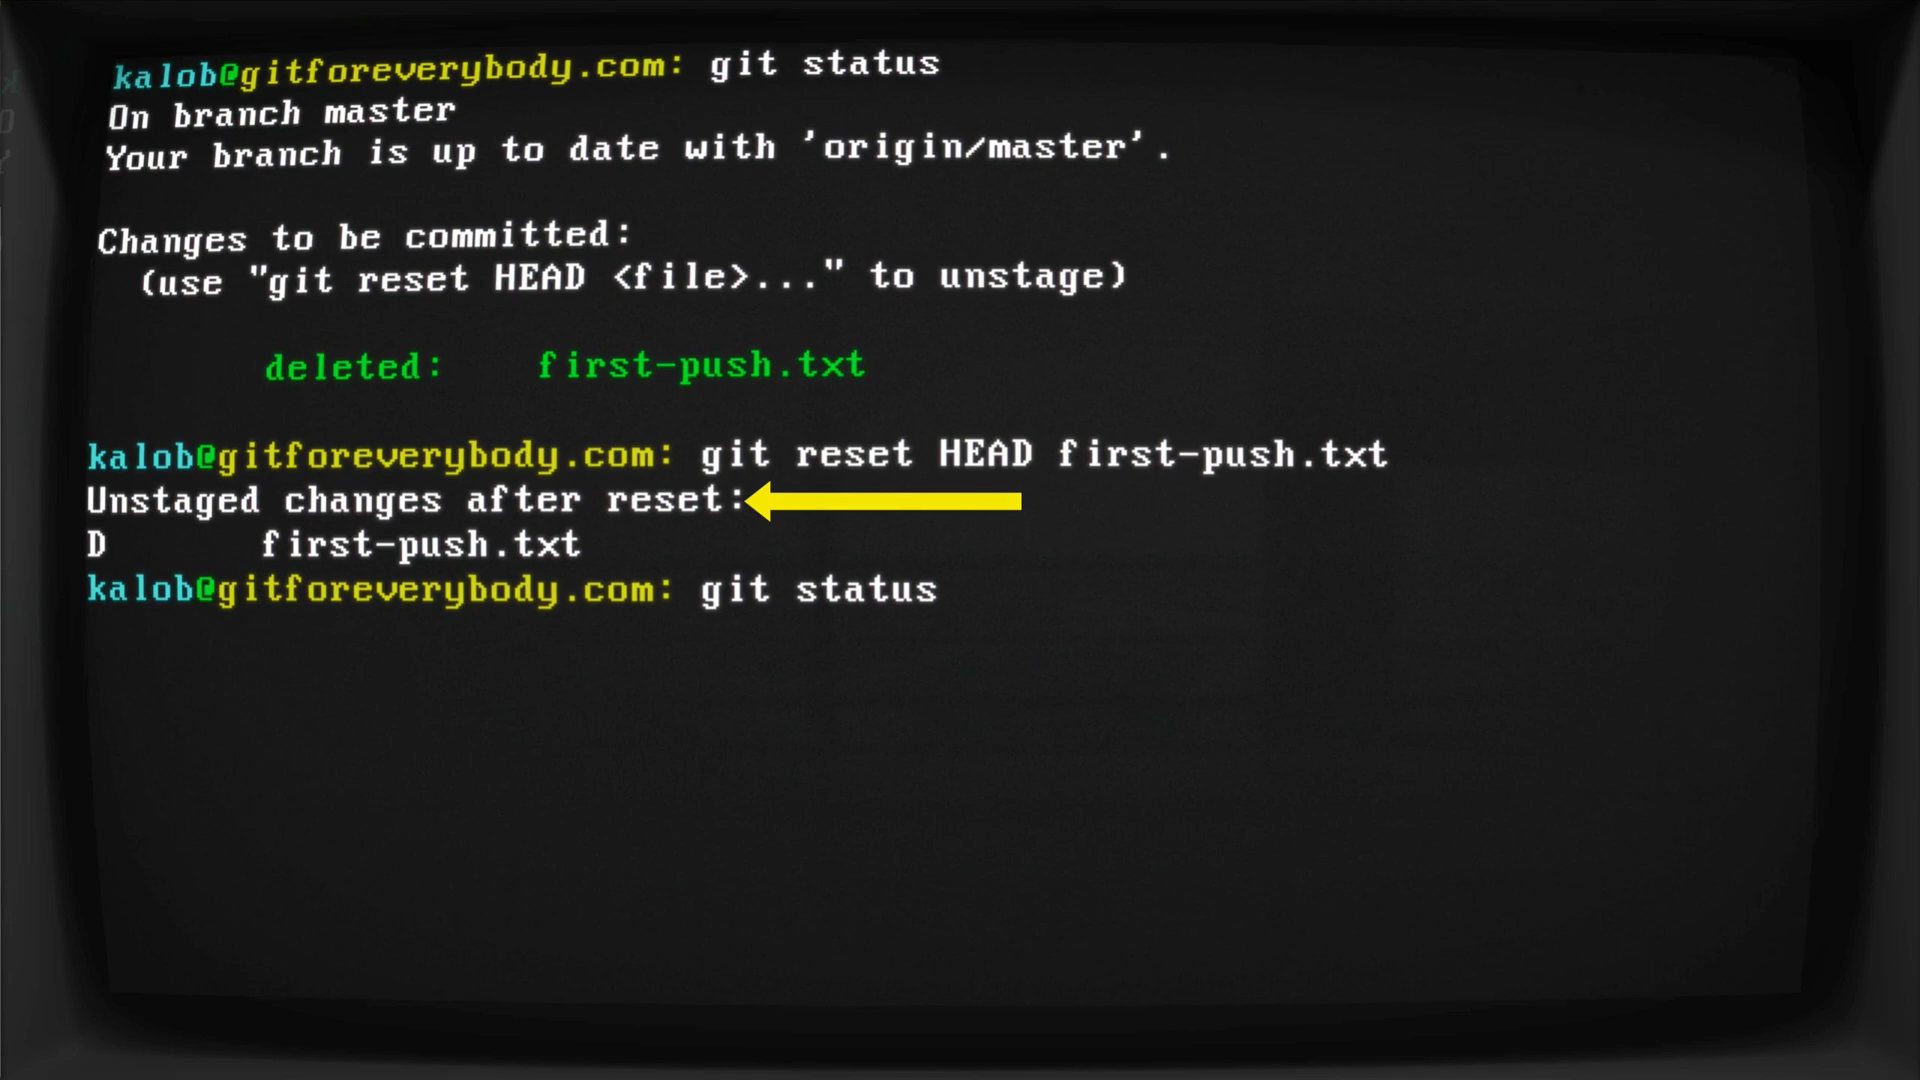 kalob@gitforeverybody.com: git status
On branch master
Your branch is up to date with 'origin/master'.
Changes to be committed:
(use "git reset HEAD <file>..." to unstage)
deleted: first-push.txt
kalob@gitforeverybody.com: git reset HEAD first-push.txt
Unstaged changes after reset:
D first-push.txt
kalob@gitforeverybody.com: git status